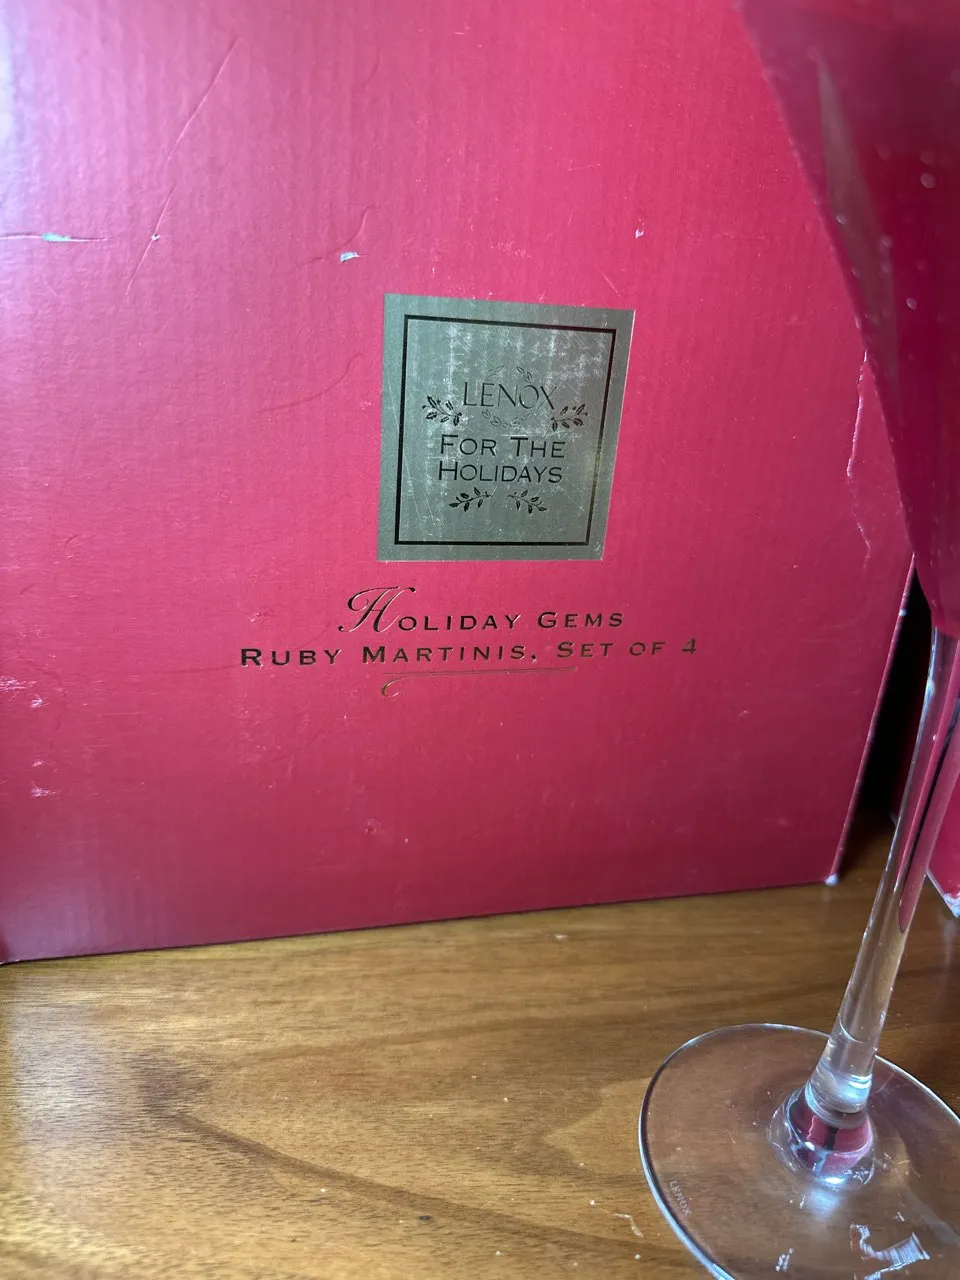 LENOX
FOR THE
HOLIDAYS
HOLIDAY GEMS
RUBY MARTINIS, SET OF 4
LENOX